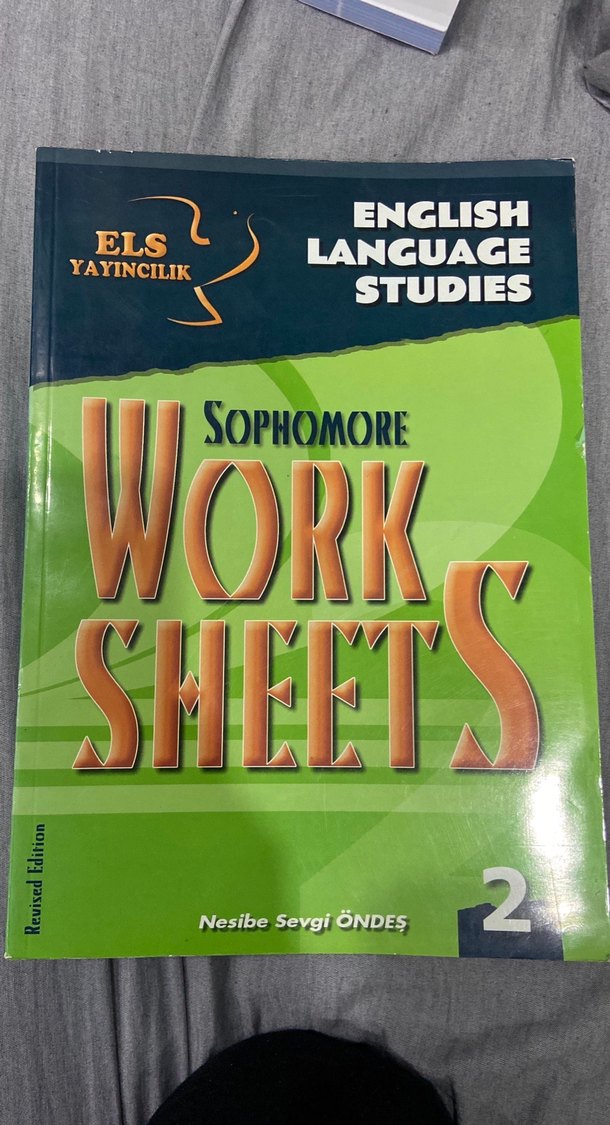 ELS
YAYINCILIK
ENGLISH
LANGUAGE
STUDIES
SOPHOMORE
WORK
SHEETS
Revised Edition
Nesibe Sevgi ÖNDEŞ
2